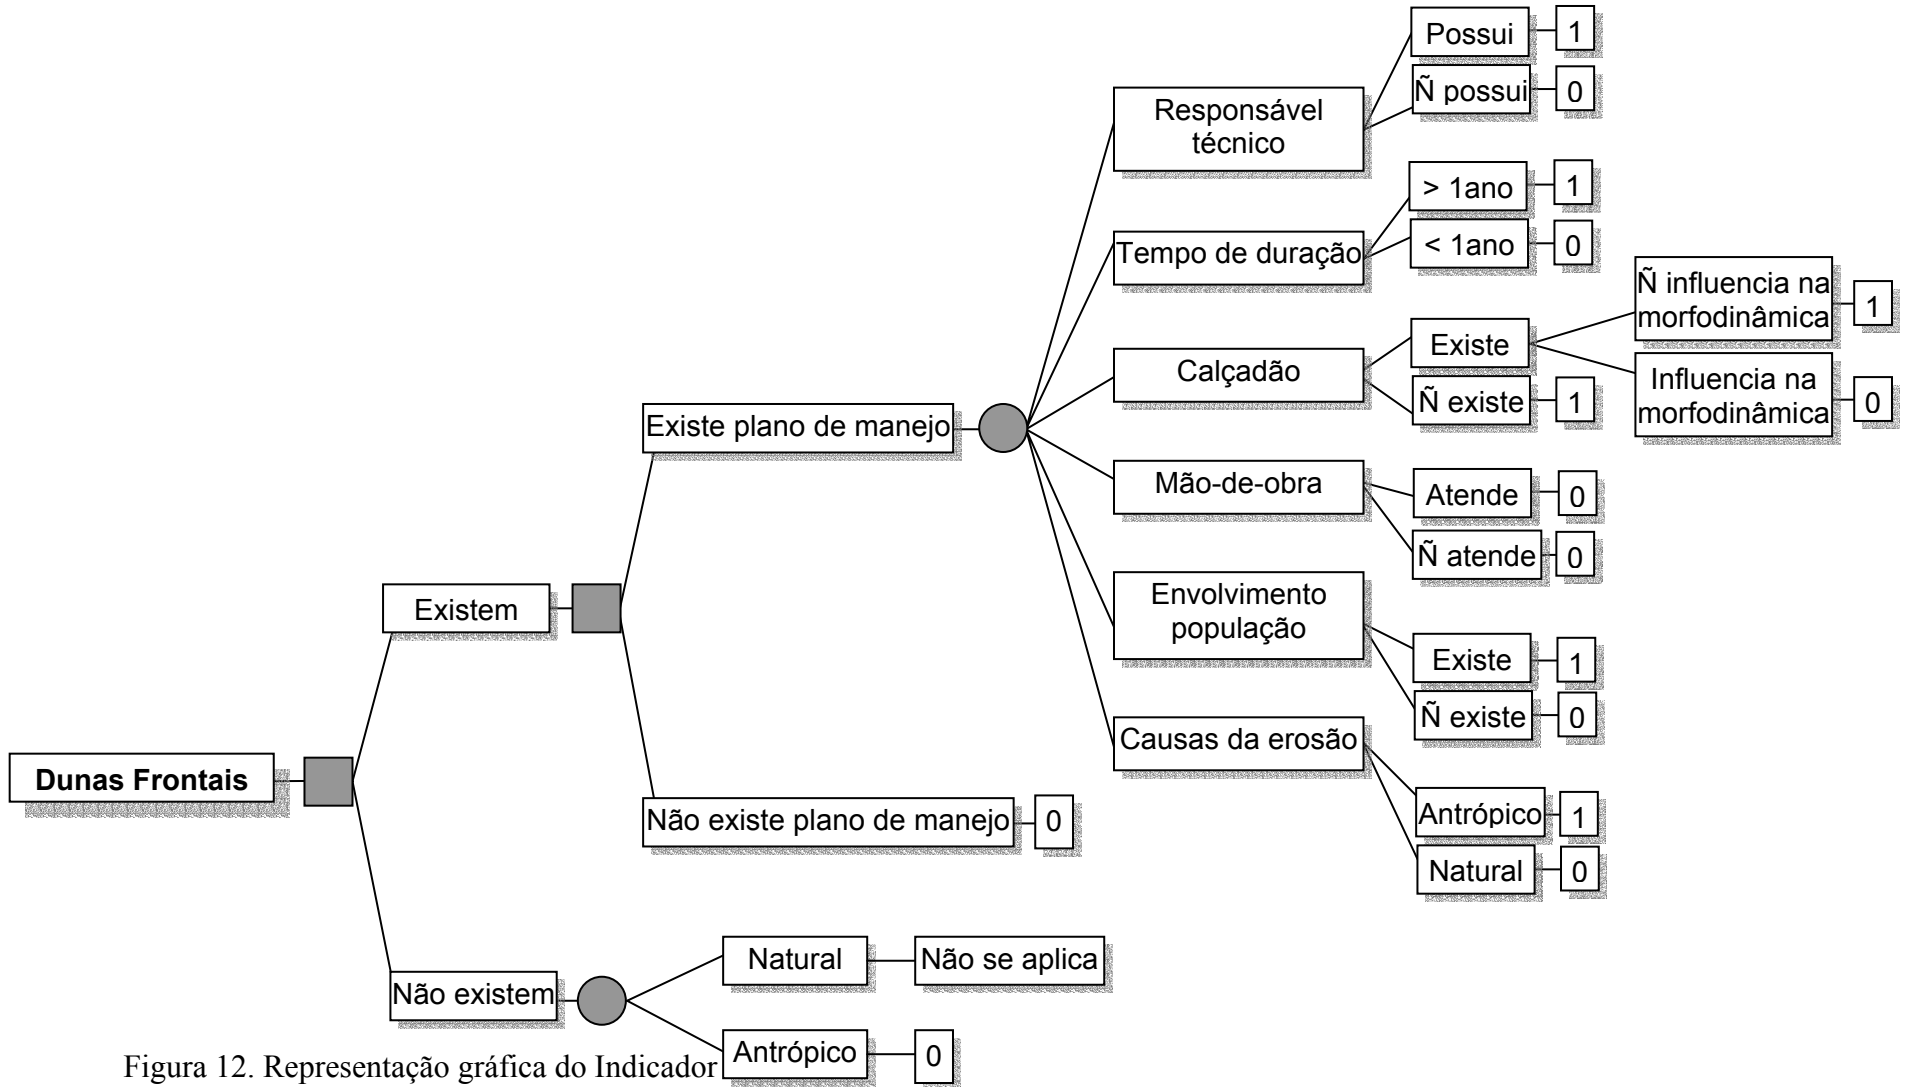 Possui
1
Ñ possui
0
Responsável
técnico
> 1ano
1
< 1ano
0
Tempo de duração
Ñ influencia na
morfodinâmica
1
Existe
Calçadão
Influencia na
morfodinâmica
0
Ñ existe
1
Existe plano de manejo
Mão-de-obra
Atende
0
Ñ atende
0
Envolvimento
população
Existem
Existe
1
Ñ existe
0
Causas da erosão
Dunas Frontais
Antrópico
1
Não existe plano de manejo
0
Natural
0
Natural
Não se aplica
Não existem
Antrópico
0
Figura 12. Representação gráfica do Indicador